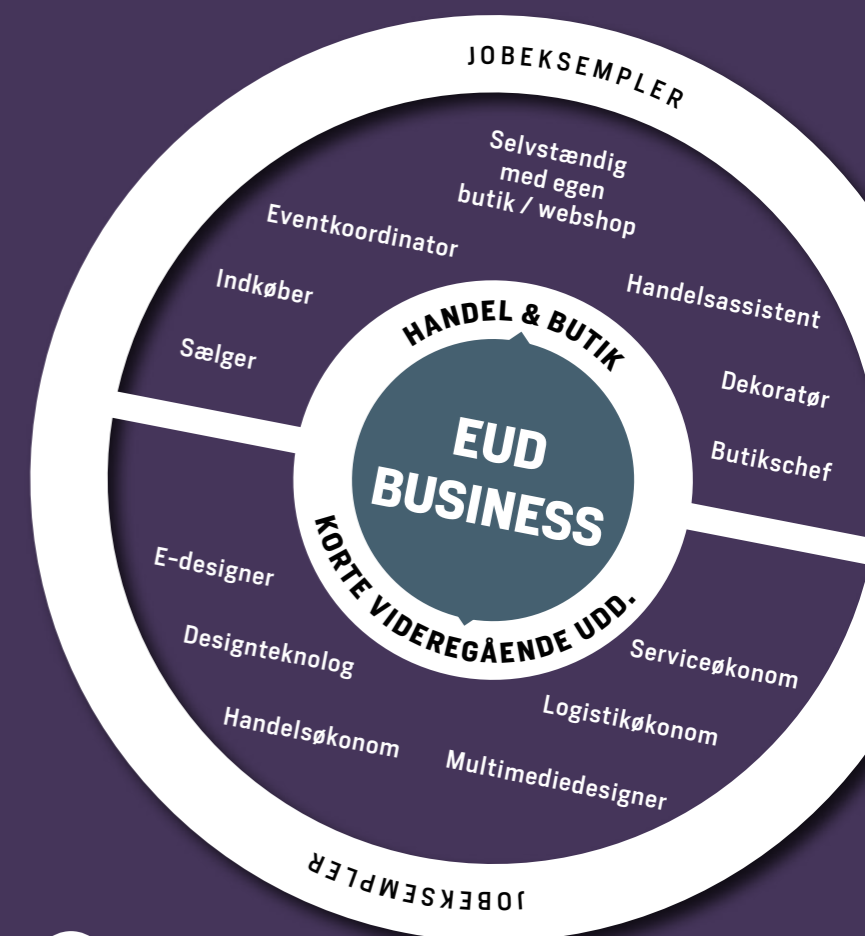 JOBEKSEMPLER
Selvstændig
med egen
butik / webshop
Eventkoordinator
Indkøber
Sælger
Handelsassistent
Dekoratør
Butikschef
HANDEL & BUTIK
EUD
BUSINESS
KORTE VIDEREGÅENDE UDD.
E-designer
Designteknolog
Handelsøkonom
Serviceøkonom
Logistikøkonom
Multimediedesigner
JOBEKSEMPLER